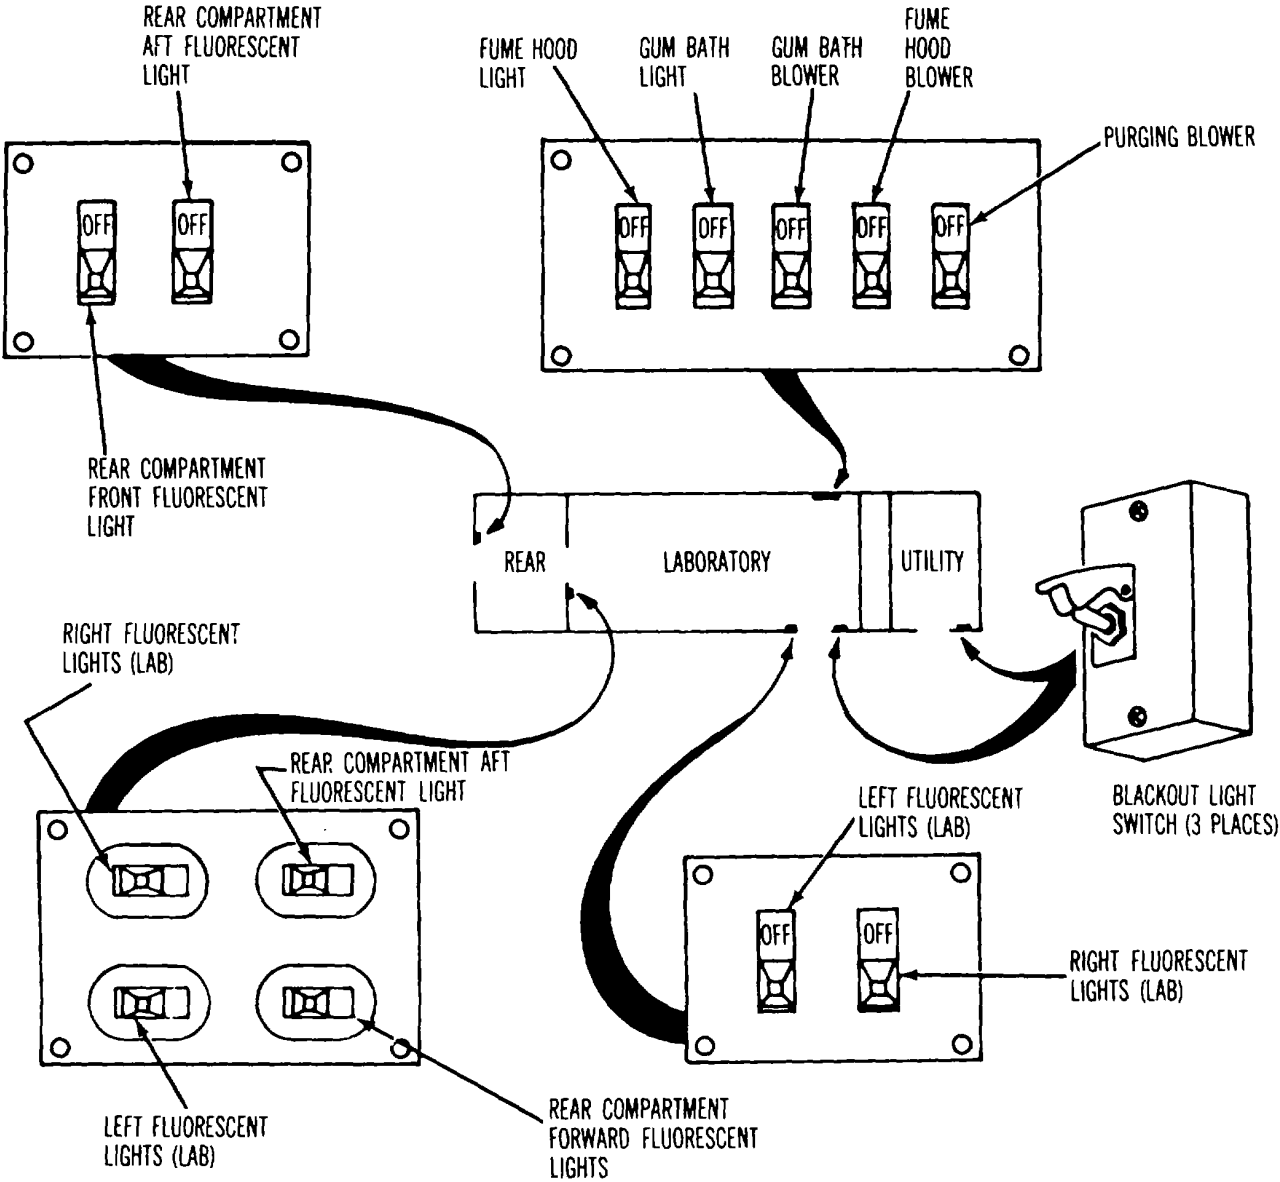 REAR COMPARTMENT
AFT FLUORESCENT
LIGHT
FUME HOOD
LIGHT
GUM BATH
LIGHT
GUM BATH
BLOWER
FUME
HOOD
BLOWER
PURGING BLOWER
OFF
OFF
OFF
OFF
OFF
OFF
OFF
REAR COMPARTMENT
FRONT FLUORESCENT
LIGHT
REAR
LABORATORY
UTILITY
RIGHT FLUORESCENT
LIGHTS (LAB)
REAR COMPARTMENT AFT
FLUORESCENT LIGHT
LEFT FLUORESCENT
LIGHTS (LAB)
BLACKOUT LIGHT
SWITCH (3 PLACES)
OFF
OFF
RIGHT FLUORESCENT
LIGHTS (LAB)
LEFT FLUORESCENT
LIGHTS (LAB)
REAR COMPARTMENT
FORWARD FLUORESCENT
LIGHTS